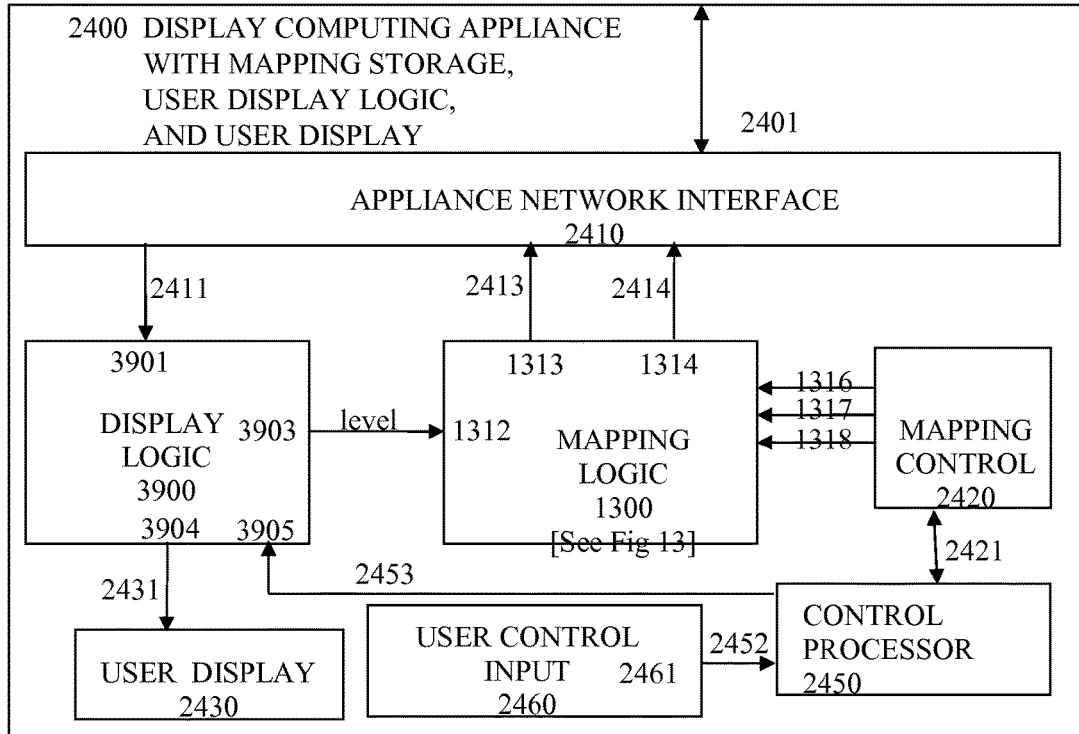 2400 DISPLAY COMPUTING APPLIANCE
WITH MAPPING STORAGE,
USER DISPLAY LOGIC,
AND USER DISPLAY
2401
APPLIANCE NETWORK INTERFACE
2410
2411
2413
2414
3901
DISPLAY
LOGIC
3900
3903
3904
3905
level
1313
1314
1312
MAPPING
LOGIC
1300
[See Fig 13]
1316
1317
1318
MAPPING
CONTROL
2420
2421
2431
2453
USER DISPLAY
2430
USER CONTROL
INPUT
2461
2460
2452
CONTROL
PROCESSOR
2450